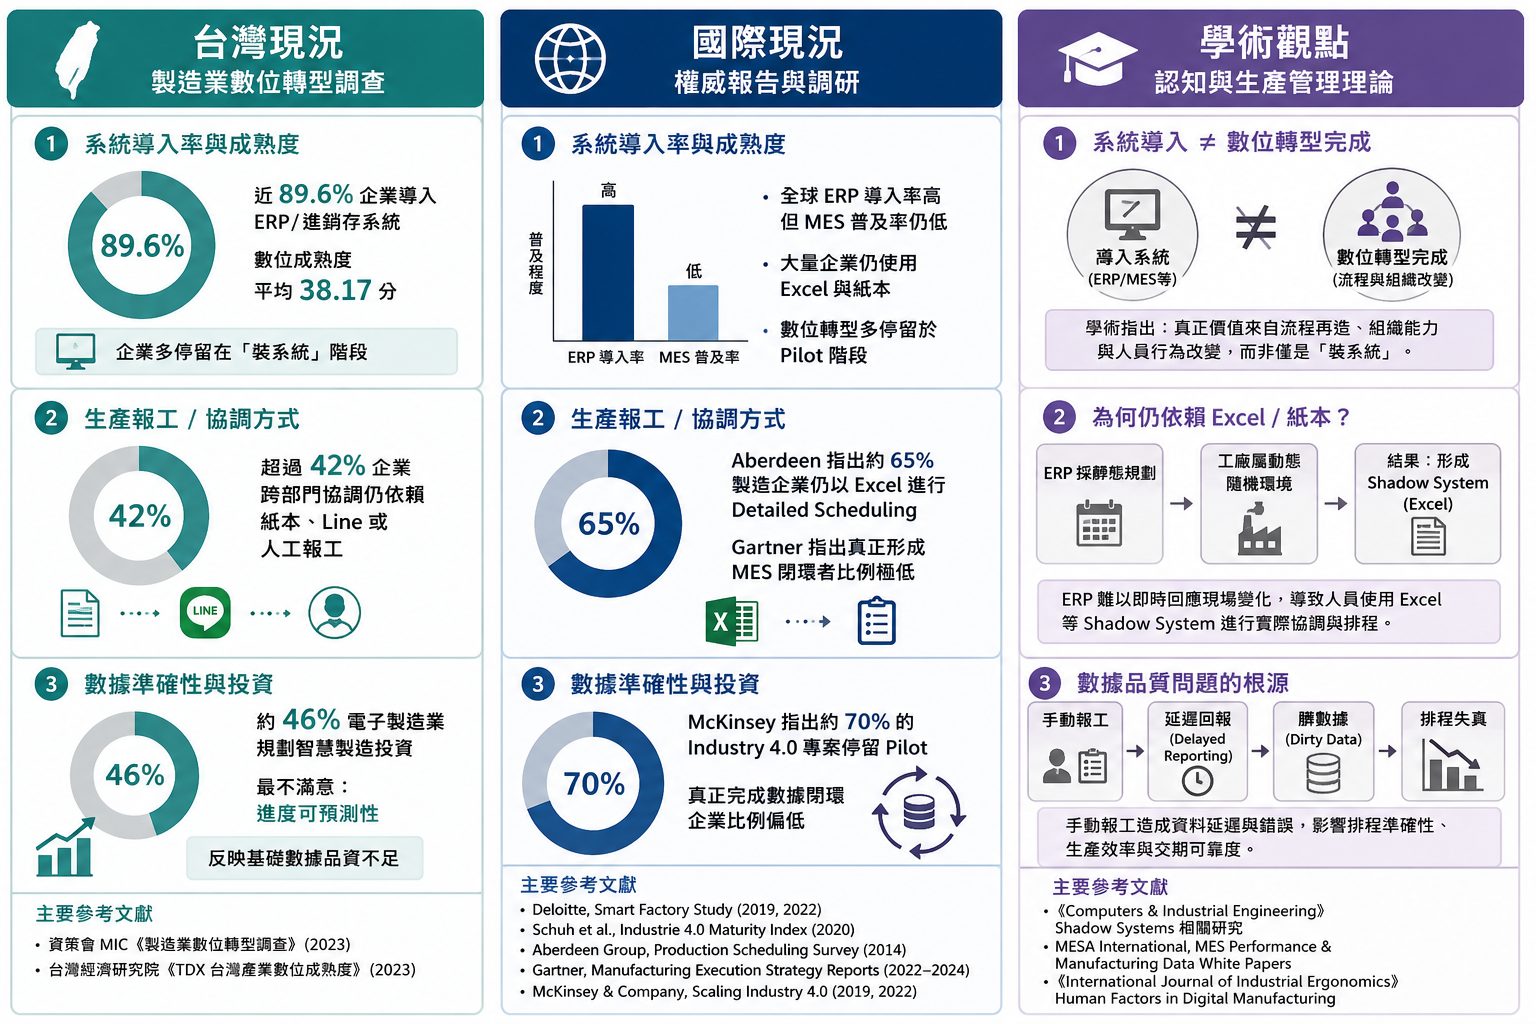 台灣現況
製造業數位轉型調查
1 系統導入率與成熟度
89.6%
近 89.6% 企業導入
ERP/進銷存系統
數位成熟度
平均 38.17 分
企業多停留在「裝系統」階段
2 生產報工 / 協調方式
42%
超過 42% 企業
跨部門協調仍依賴
紙本、Line 或
人工報工
LINE
3 數據準確性與投資
46%
約 46% 電子製造業
規劃智慧製造投資
最不滿意：
進度可預測性
反映基礎數據品資不足
主要參考文獻
• 資策會 MIC《製造業數位轉型調查》(2023)
• 台灣經濟研究院《TDX 台灣產業數位成熟度》(2023)
國際現況
權威報告與調研
1 系統導入率與成熟度
普及程度
高
低
ERP 導入率
MES 普及率
• 全球 ERP 導入率高
但 MES 普及率仍低
• 大量企業仍使用
Excel 與紙本
• 數位轉型多停留於
Pilot 階段
2 生產報工 / 協調方式
65%
Aberdeen 指出約 65%
製造企業仍以 Excel 進行
Detailed Scheduling
Gartner 指出真正形成
MES 閉環者比例極低
X
3 數據準確性與投資
70%
McKinsey 指出約 70% 的
Industry 4.0 專案停留 Pilot
真正完成數據閉環
企業比例偏低
主要參考文獻
• Deloitte, Smart Factory Study (2019, 2022)
• Schuh et al., Industrie 4.0 Maturity Index (2020)
• Aberdeen Group, Production Scheduling Survey (2014)
• Gartner, Manufacturing Execution Strategy Reports (2022–2024)
• McKinsey & Company, Scaling Industry 4.0 (2019, 2022)
學術觀點
認知與生產管理理論
1 系統導入 ≠ 數位轉型完成
導入系統
(ERP/MES等)
≠
數位轉型完成
(流程與組織改變)
學術指出：真正價值來自流程再造、組織能力
與人員行為改變，而非僅是「裝系統」。
2 為何仍依賴 Excel / 紙本？
ERP 採靜態規劃
工廠屬動態
隨機環境
結果：形成
Shadow System
(Excel)
ERP 難以即時回應現場變化，導致人員使用 Excel
等 Shadow System 進行實際協調與排程。
3 數據品質問題的根源
手動報工
延遲回報
(Delayed
Reporting)
髒數據
(Dirty Data)
排程失真
手動報工造成資料延遲與錯誤，影響排程準確性、
生產效率與交期可靠度。
主要參考文獻
• 《Computers & Industrial Engineering》
Shadow Systems 相關研究
• MESA International, MES Performance &
Manufacturing Data White Papers
• 《International Journal of Industrial Ergonomics》
Human Factors in Digital Manufacturing